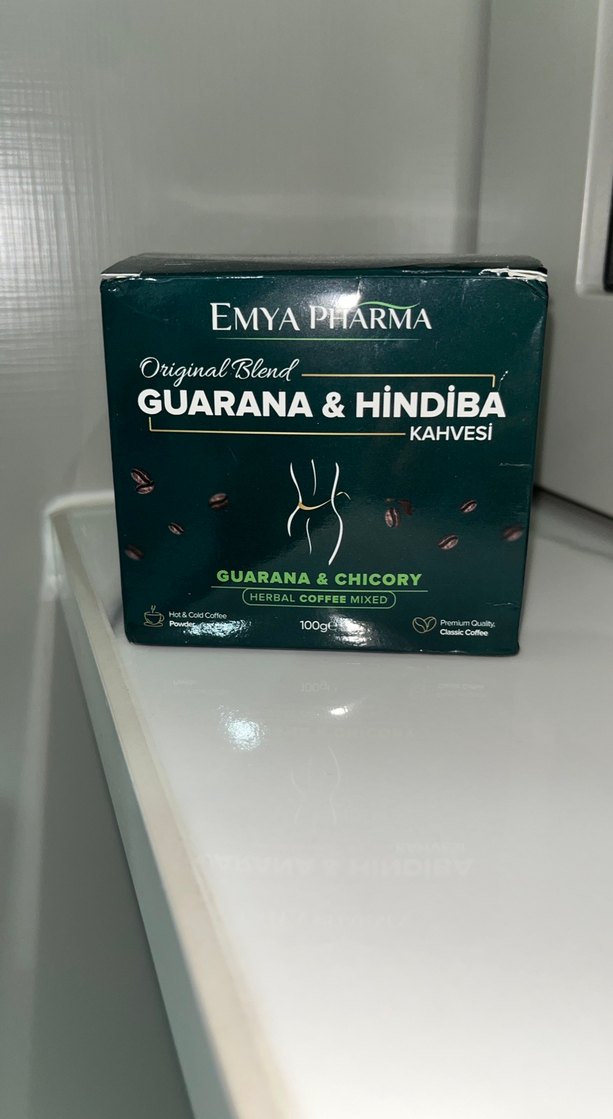 EMYA PHARMA
Original Blend
GUARANA & HİNDİBA
KAHVESİ
GUARANA & CHICORY
HERBAL COFFEE MIXED
Hot & Cold Coffee
Powder
100g
Premium Quality,
Classic Coffee